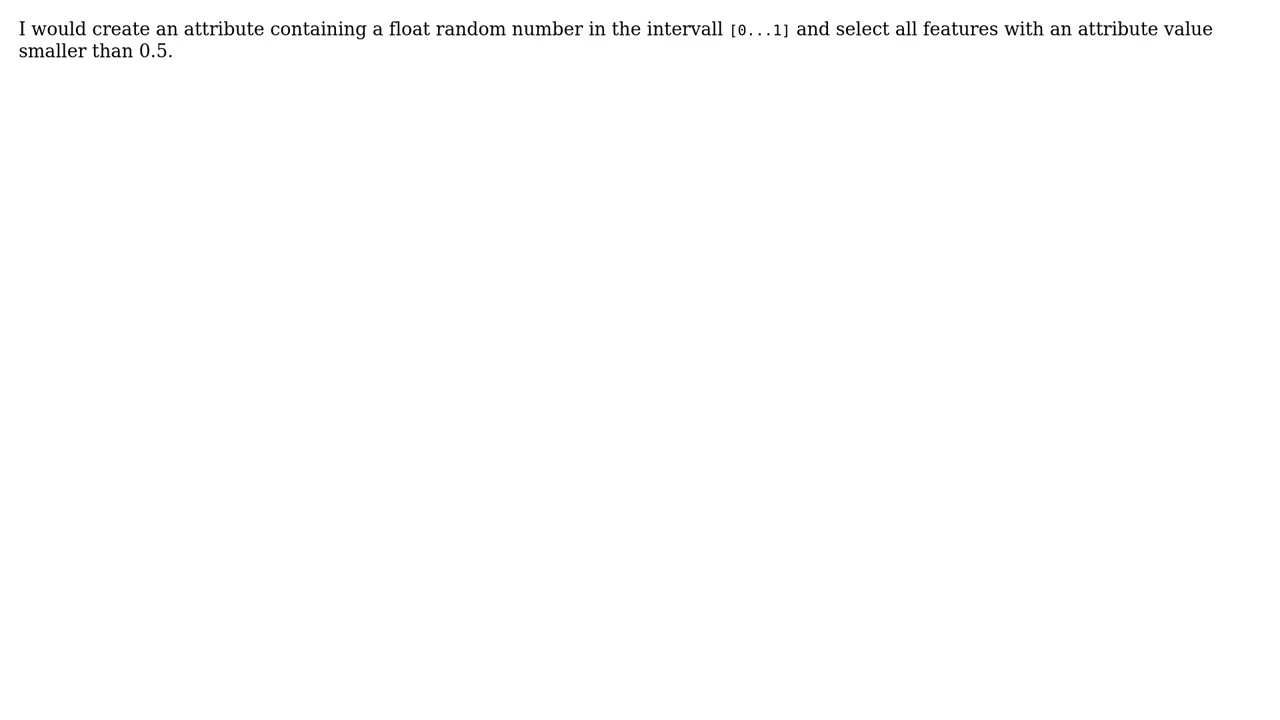 I would create an attribute containing a float random number in the intervall [0...1] and select all features with an attribute value
smaller than 0.5.